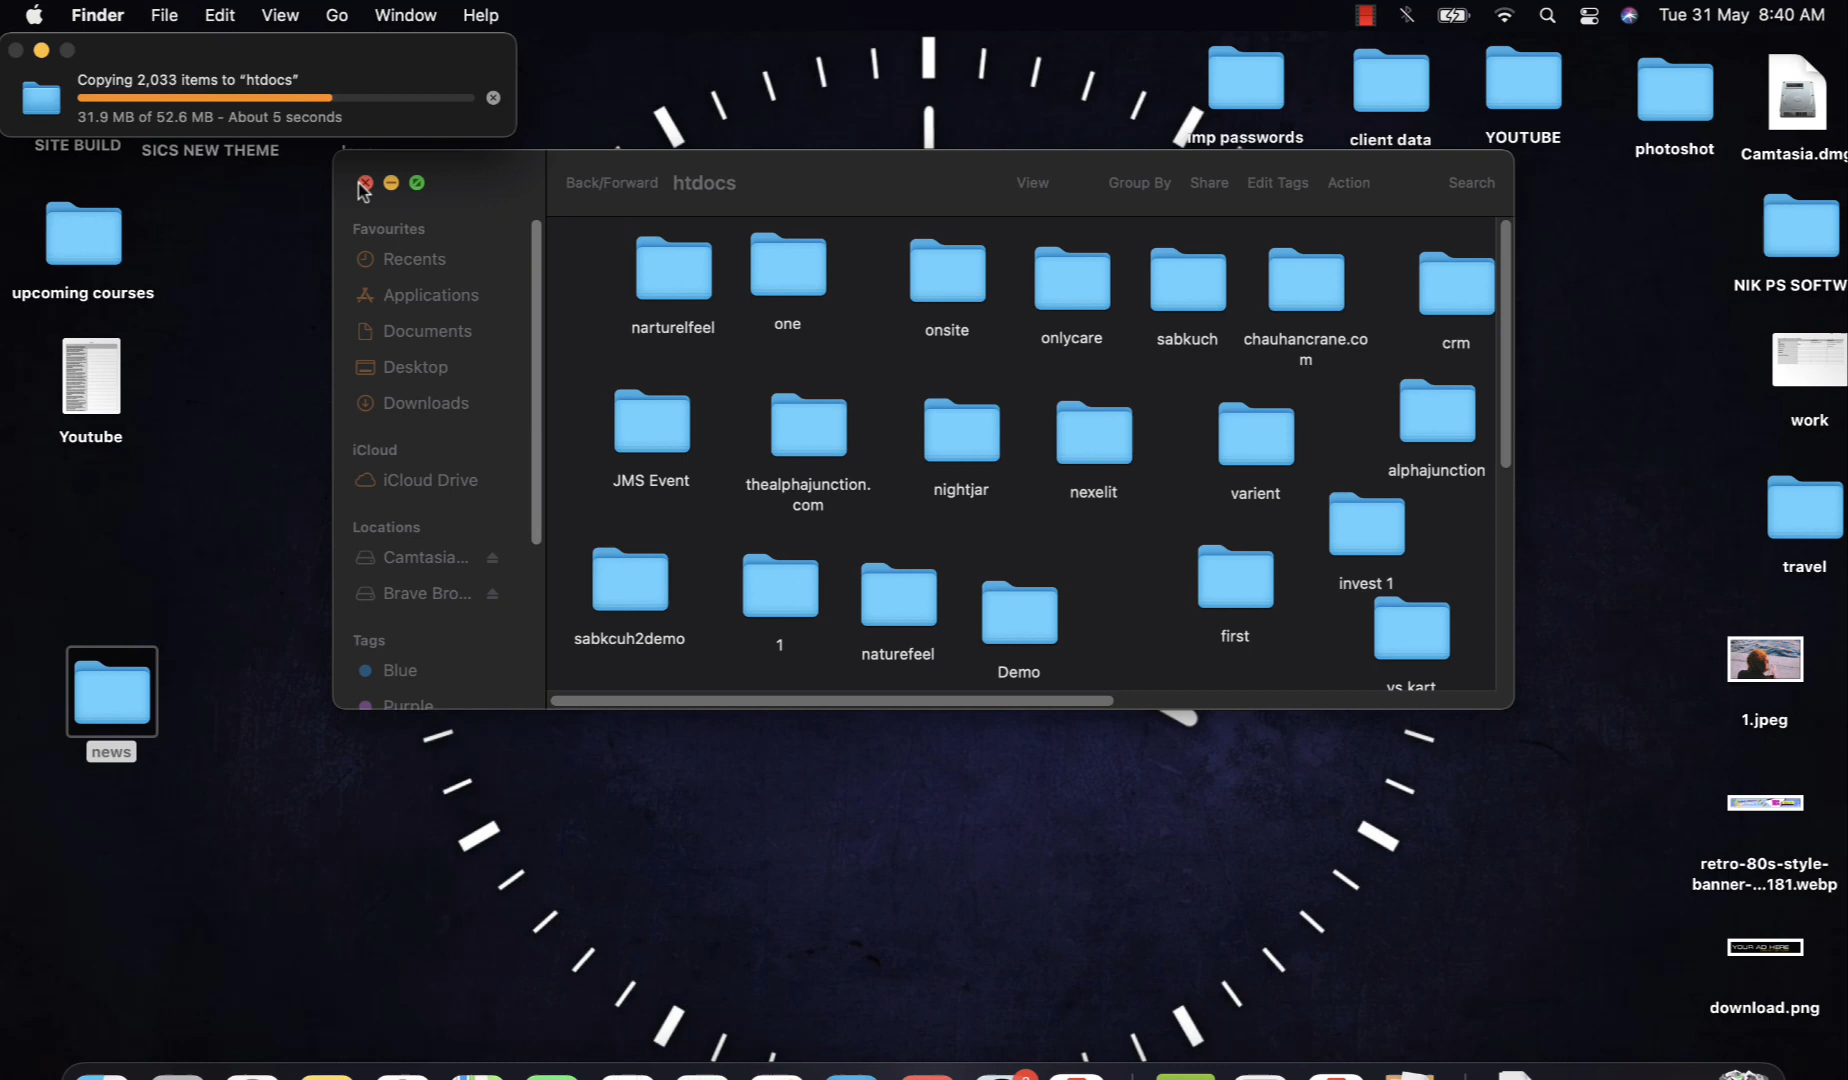 Finder File Edit View Go Window Help
Tue 31 May 8:40 AM
Copying 2,033 items to “htdocs”
31.9 MB of 52.6 MB - About 5 seconds
SITE BUILD
SICS NEW THEME
imp passwords
client data
YOUTUBE
photoshot
Camtasia.dmg
Back/Forward htdocs View Group By Share Edit Tags Action Search
Favourites
Recents
Applications
Documents
Desktop
Downloads
iCloud
iCloud Drive
Locations
Camtasia...
Brave Bro...
Tags
Blue
Purple
narturelfeel
one
onsite
onlycare
sabkuch
chauhancrane.co
m
crm
JMS Event
thealphajunction.
com
nightjar
nexelit
varient
alphajunction
invest 1
sabkcuh2demo
1
naturefeel
Demo
first
vs kart
upcoming courses
Youtube
news
NIK PS SOFTW
work
travel
1.jpeg
retro-80s-style-
banner-...181.webp
YOUR AD HERE
download.png